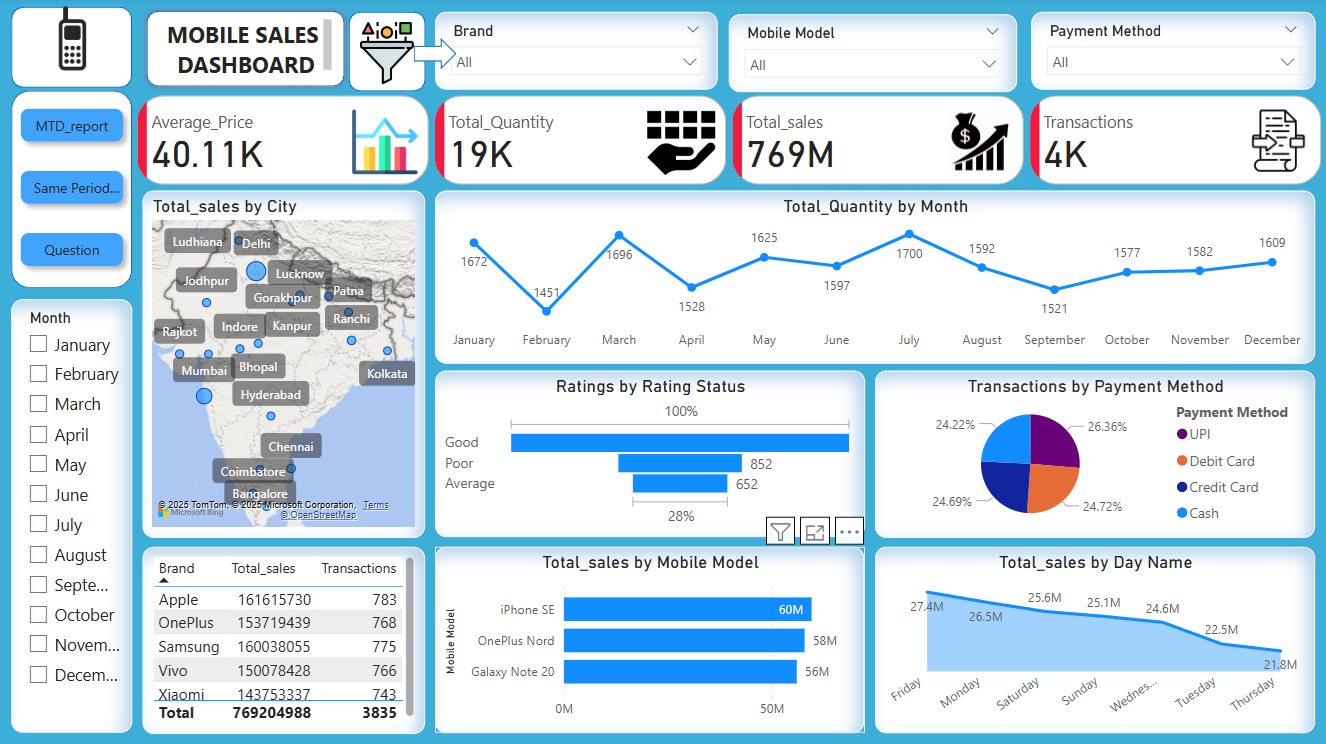 MOBILE SALES
DASHBOARD
Brand
All
Mobile Model
All
Payment Method
All
MTD_report
Same Period...
Question
Average_Price
40.11K
Total_Quantity
19K
Total_sales
769M
Transactions
4K
Month
January
February
March
April
May
June
July
August
Septe...
October
Novem...
Decem...
Total_sales by City
Ludhiana
Delhi
Lucknow
Jodhpur
Gorakhpur
Patna
Rajkot
Indore
Kanpur
Ranchi
Mumbai
Bhopal
Kolkata
Hyderabad
Chennai
Coimbatore
Bangalore
© 2025 TomTom, © 2025 Microsoft Corporation, Terms
Microsoft Bing
© OpenStreetMap
Total_Quantity by Month
1672
1451
1696
1528
1625
1597
1700
1592
1521
1577
1582
1609
January February March April May June July August September October November December
Ratings by Rating Status
100%
Good
Poor 852
Average 652
28%
Transactions by Payment Method
24.22%
26.36%
24.69%
24.72%
Payment Method
UPI
Debit Card
Credit Card
Cash
Brand Total_sales Transactions
Apple 161615730 783
OnePlus 153719439 768
Samsung 160038055 775
Vivo 150078428 766
Xiaomi 143753337 743
Total 769204988 3835
Total_sales by Mobile Model
Mobile Model
iPhone SE 60M
OnePlus Nord 58M
Galaxy Note 20 56M
0M 50M
Total_sales by Day Name
27.4M
26.5M
25.6M
25.1M
24.6M
22.5M
21.8M
Friday Monday Saturday Sunday Wednes... Tuesday Thursday